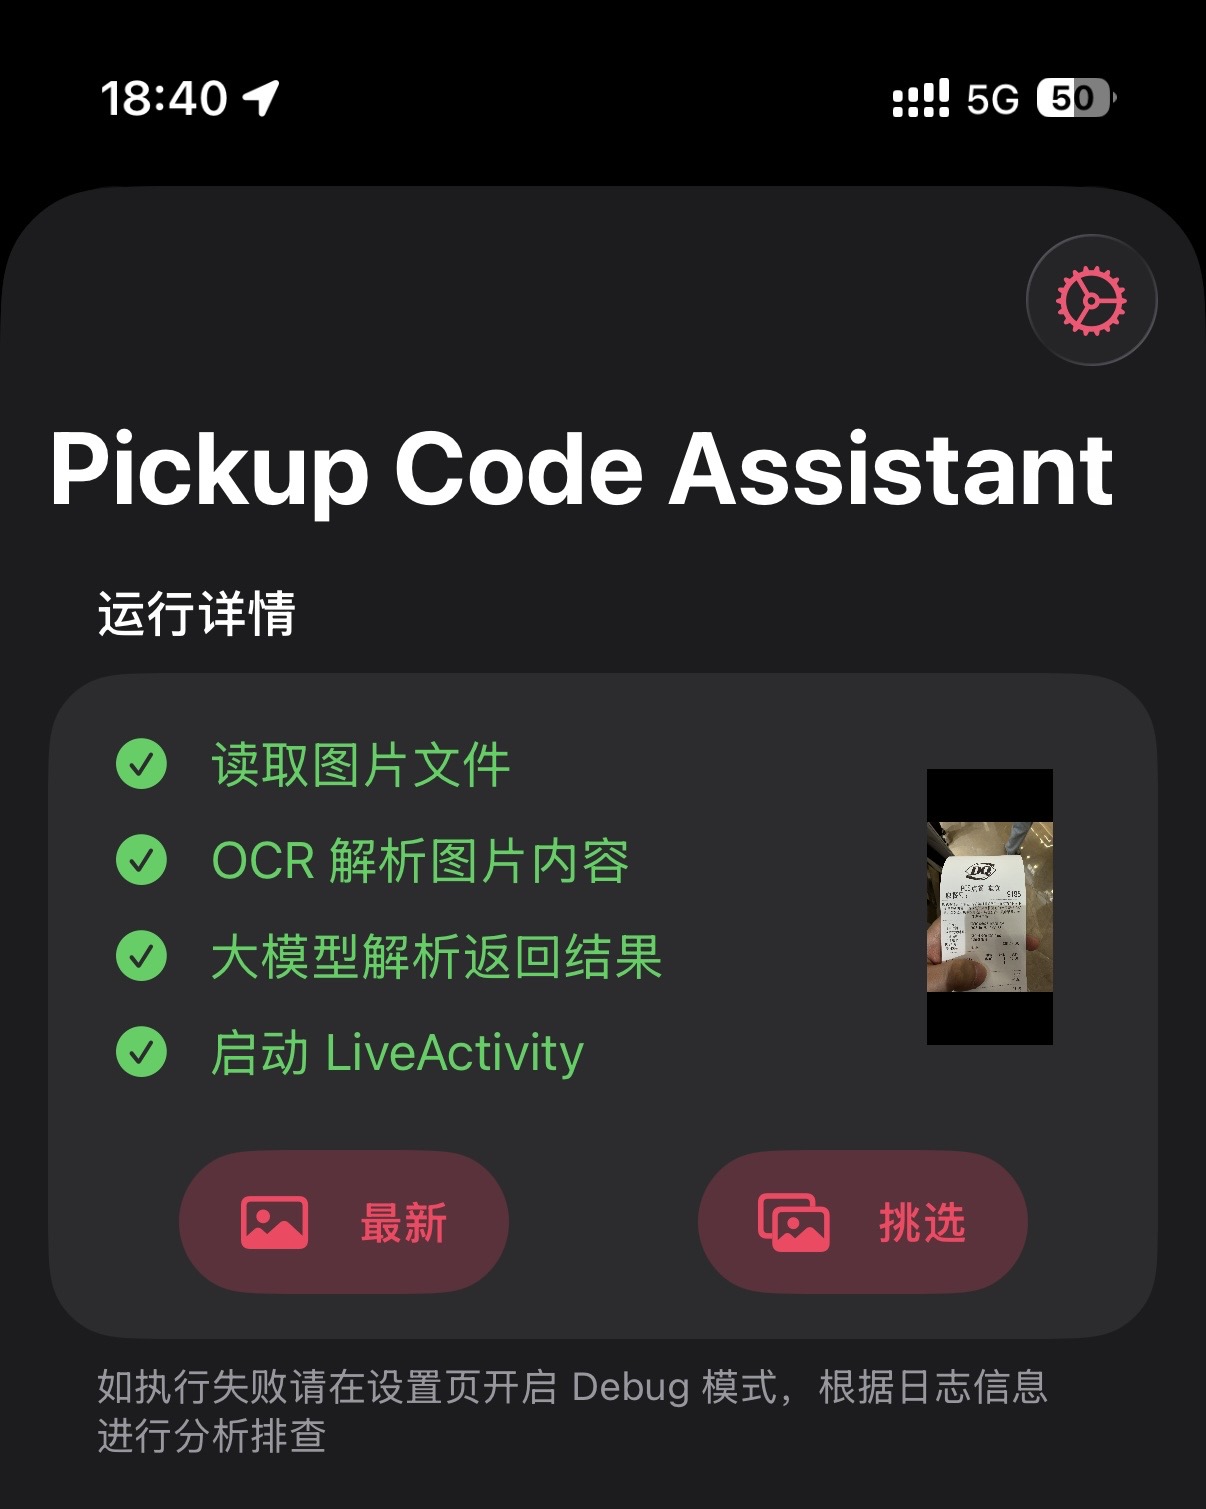 18:40
5G 50
Pickup Code Assistant
运行详情
读取图片文件
OCR 解析图片内容
大模型解析返回结果
启动 LiveActivity
DQ
最新
挑选
如执行失败请在设置页开启 Debug 模式，根据日志信息
进行分析排查